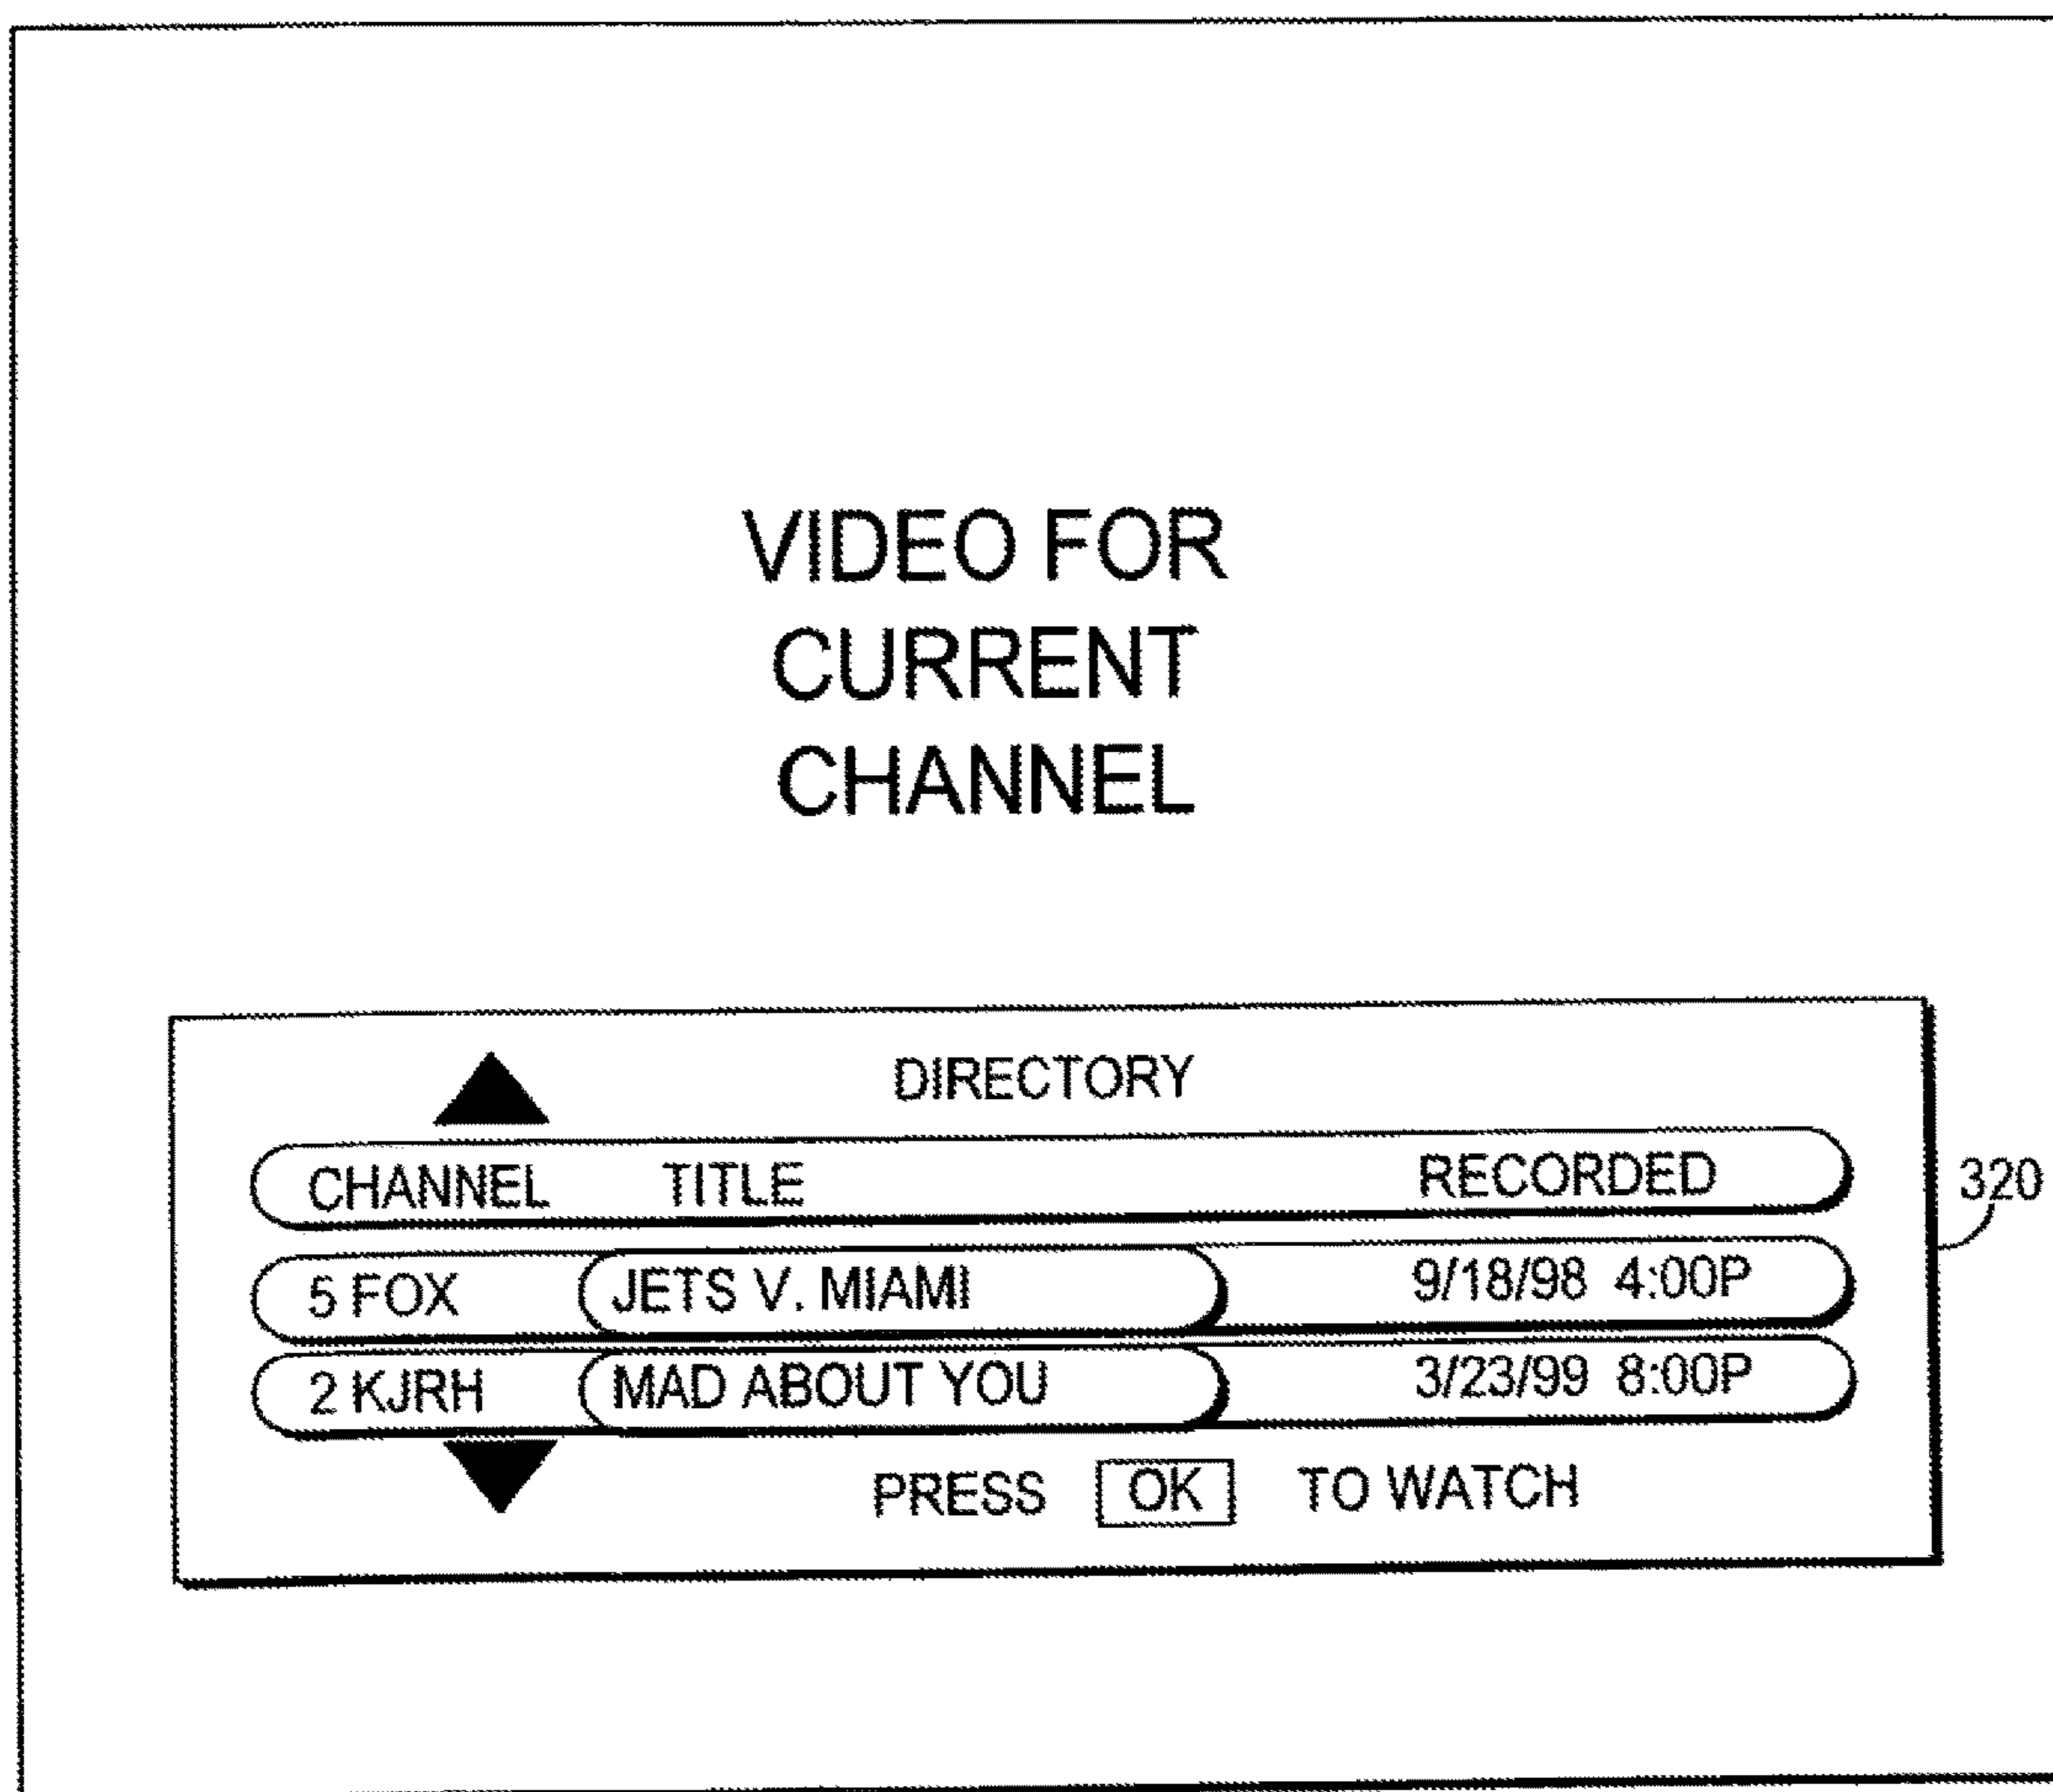 VIDEO FOR
CURRENT
CHANNEL
DIRECTORY
CHANNEL TITLE RECORDED
320
5 FOX JETS V. MIAMI 9/18/98 4:00P
2 KJRH MAD ABOUT YOU 3/23/99 8:00P
PRESS OK TO WATCH